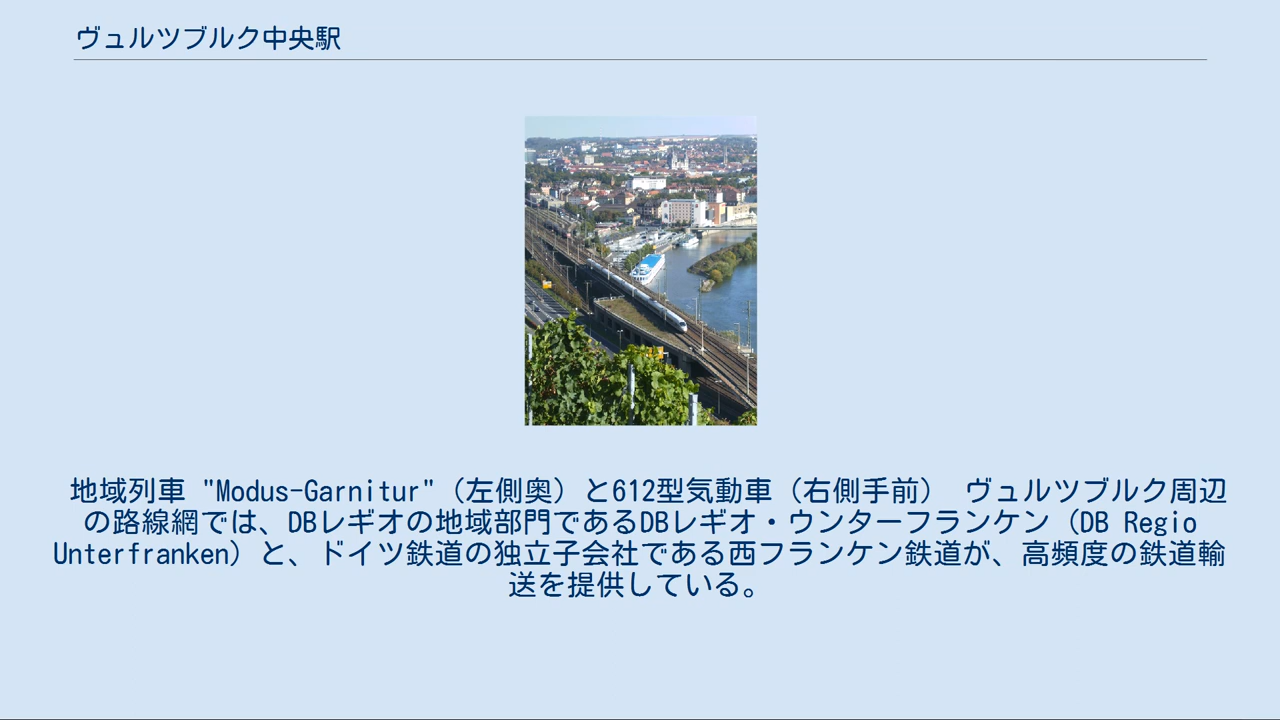 ヴュルツブルク中央駅
地域列車 "Modus-Garnitur"（左側奥）と612型気動車（右側手前） ヴュルツブルク周辺
の路線網では、DBレギオの地域部門であるDBレギオ・ウンターフランケン（DB Regio
Unterfranken）と、ドイツ鉄道の独立子会社である西フランケン鉄道が、高頻度の鉄道輸
送を提供している。